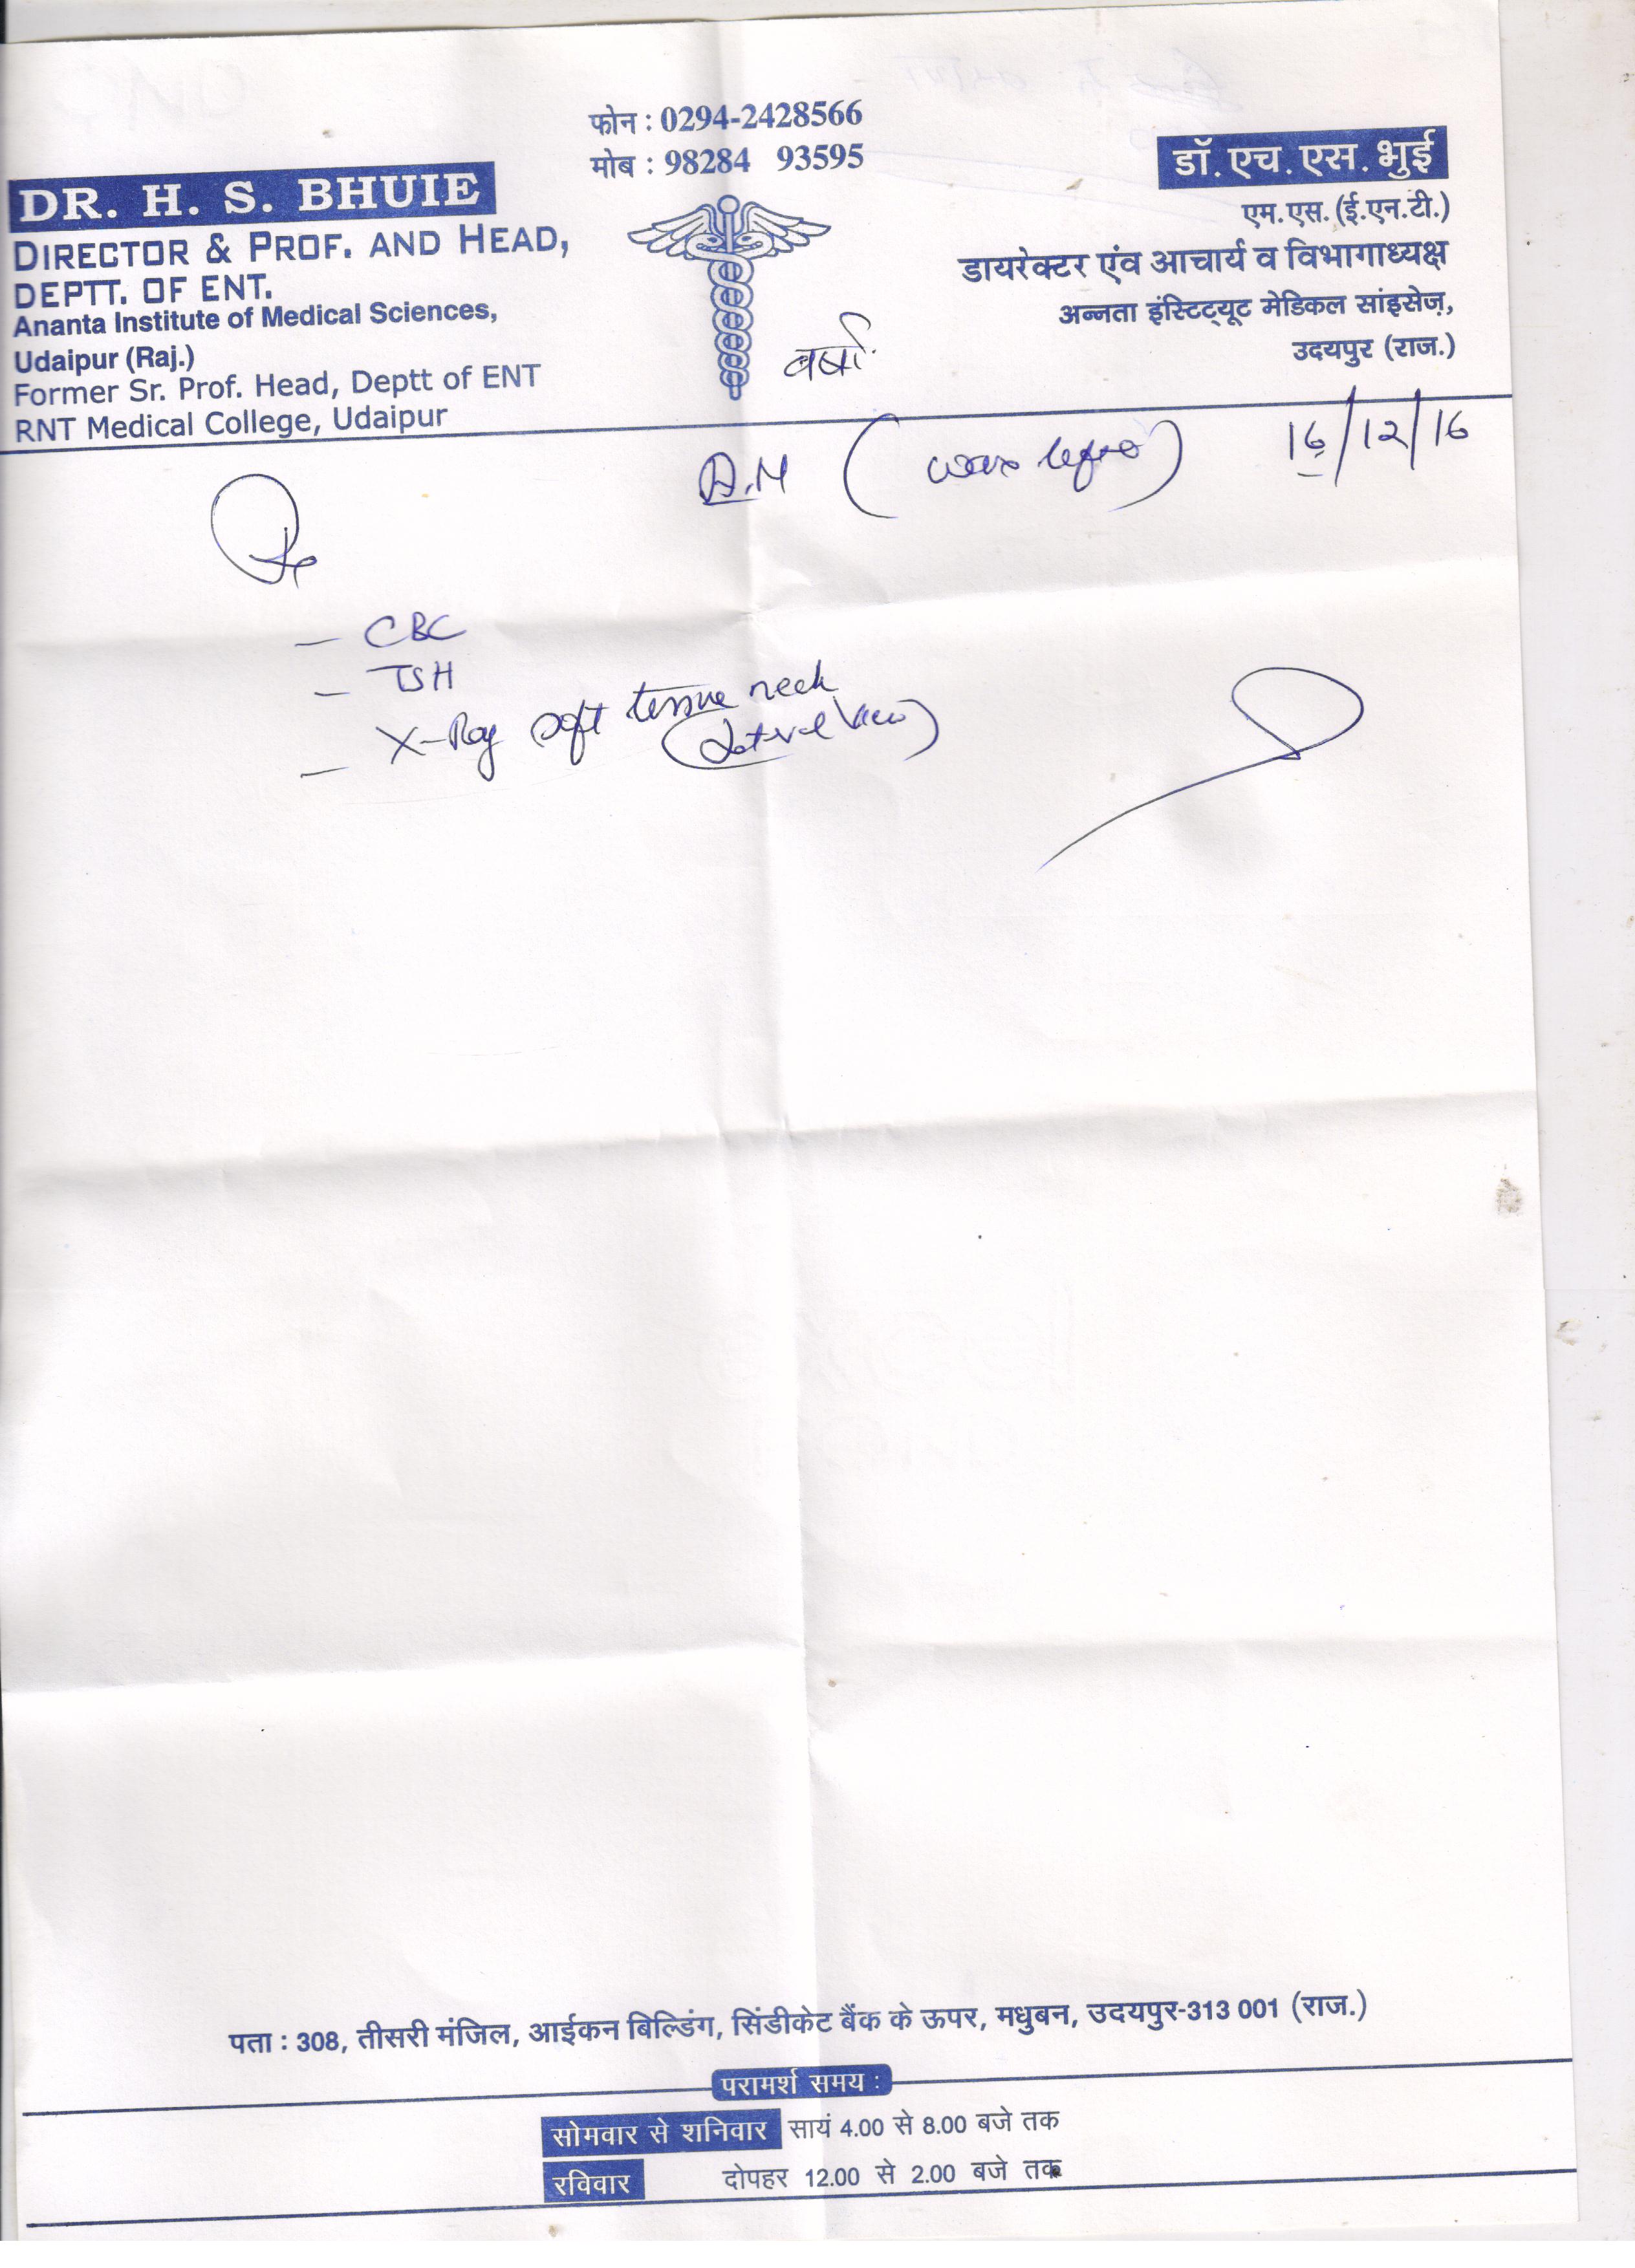 फोन : 0294-2428566
मोब : 98284 93595
DR. H. S. BHUIE
DIRECTOR & PROF. AND HEAD,
DEPTT. OF ENT.
Ananta Institute of Medical Sciences,
Udaipur (Raj.)
Former Sr. Prof. Head, Deptt of ENT
RNT Medical College, Udaipur
डॉ. एच. एस. भुई
एम.एस. (ई.एन.टी.)
डायरेक्टर एंव आचार्य व विभागाध्यक्ष
अन्नता इंस्टिट्यूट मेडिकल सांइसेज़,
उदयपुर (राज.)
वर्षा
16/12/16
— CBC
— TSH
— X-Ray soft tissue neck
(Lateral View)
पता : 308, तीसरी मंजिल, आईकन बिल्डिंग, सिंडीकेट बैंक के ऊपर, मधुबन, उदयपुर-313 001 (राज.)
परामर्श समय :
सोमवार से शनिवार सायं 4.00 से 8.00 बजे तक
रविवार दोपहर 12.00 से 2.00 बजे तक